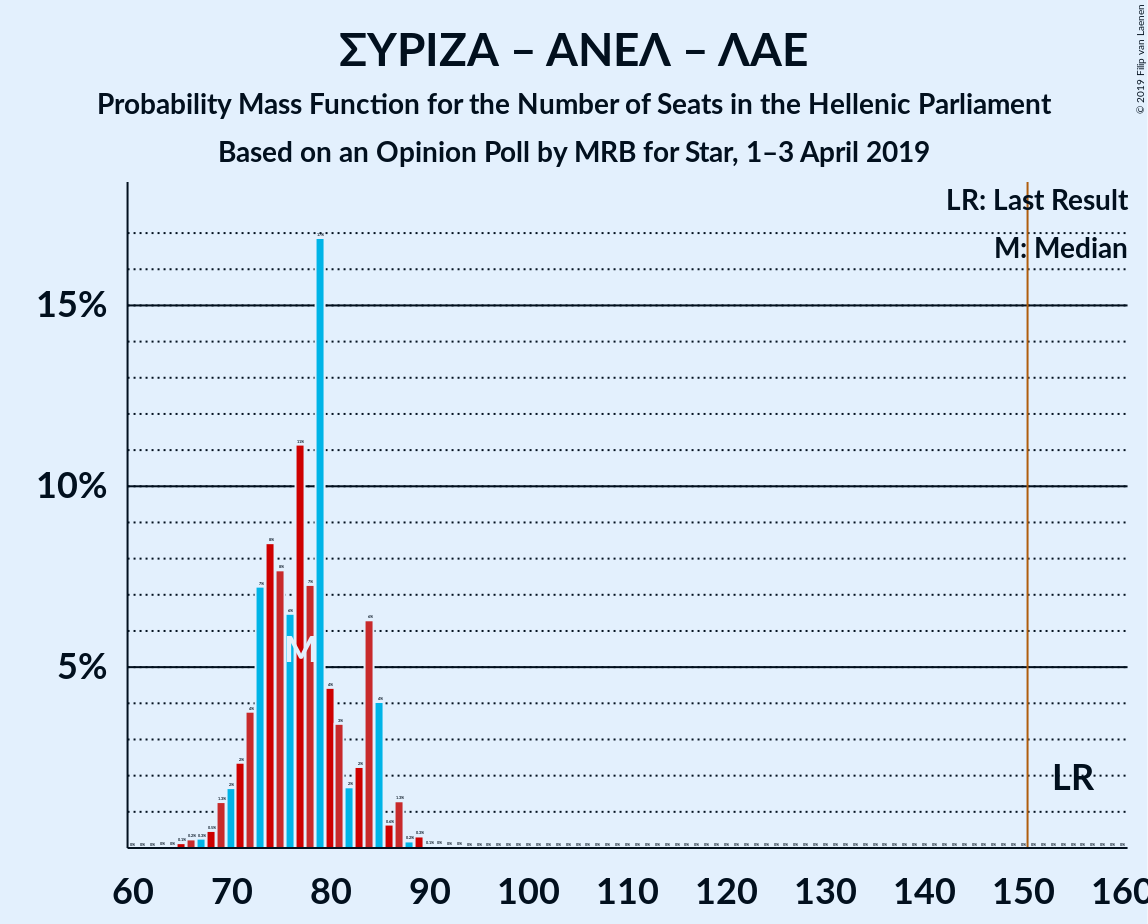 ΣΥΡΙΖΑ – ΑΝΕΛ – ΛΑΕ
Probability Mass Function for the Number of Seats in the Hellenic Parliament
Based on an Opinion Poll by MRB for Star, 1–3 April 2019
© 2019 Filip van Laenen
LR: Last Result
M: Median
15%
10%
5%
M
LR
60 70 80 90 100 110 120 130 140 150 160